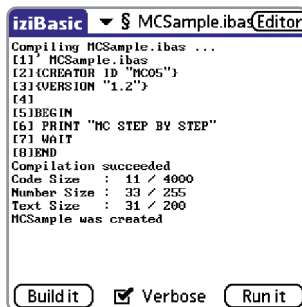 iziBasic ▼ § MCSample.ibas Editor
Compiling MCSample.ibas ...
[1]' MCSample.ibas
[2]{CREATOR ID "MC05"}
[3]{VERSION "1.2"}
[4]
[5]BEGIN
[6] PRINT "MC STEP BY STEP"
[7] WAIT
[8]END
Compilation succeeded
Code Size : 11 / 4000
Number Size : 33 / 255
Text Size : 31 / 200
MCSample was created
Build it Verbose Run it